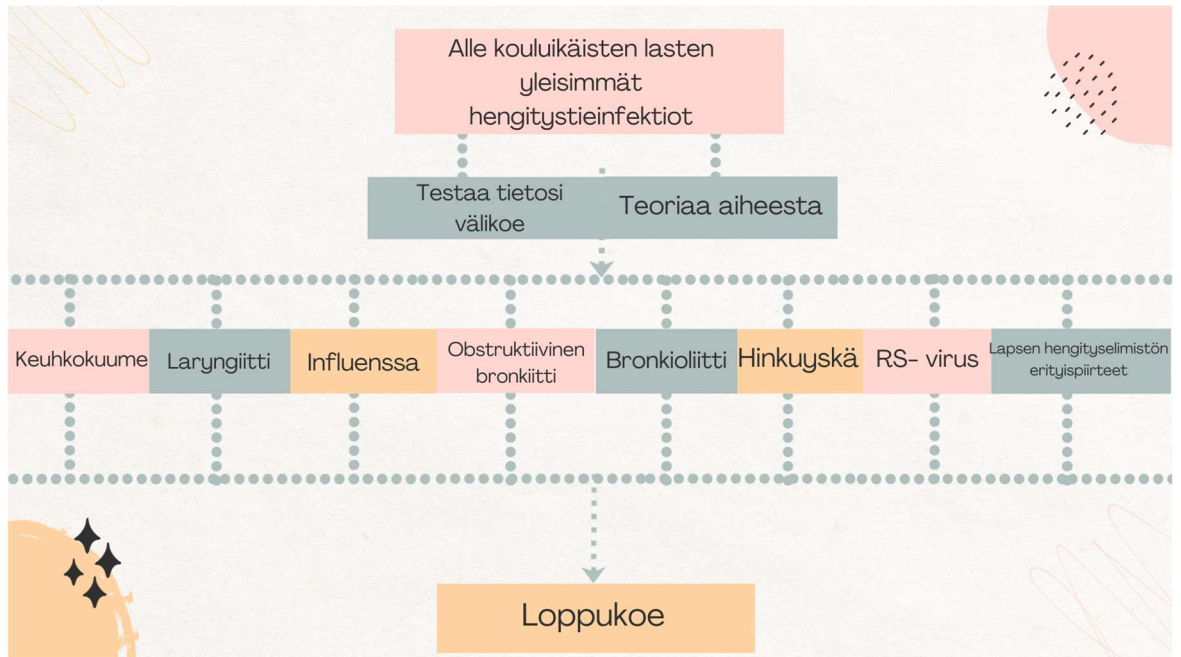 Alle kouluikäisten lasten
yleisimmät
hengitystieinfektiot
Testaa tietosi
välikoe
Teoriaa aiheesta
Keuhkokuume
Laryngiitti
Influenssa
Obstruktiivinen
bronkiitti
Bronkioliitti
Hinkuyskä
RS- virus
Lapsen hengityselimistön
erityispiirteet
Loppukoe